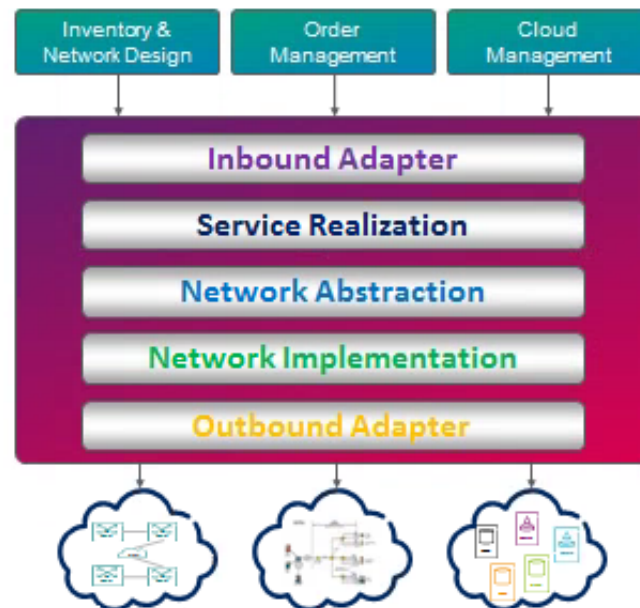 Inventory &
Network Design
Order
Management
Cloud
Management
Inbound Adapter
Service Realization
Network Abstraction
Network Implementation
Outbound Adapter